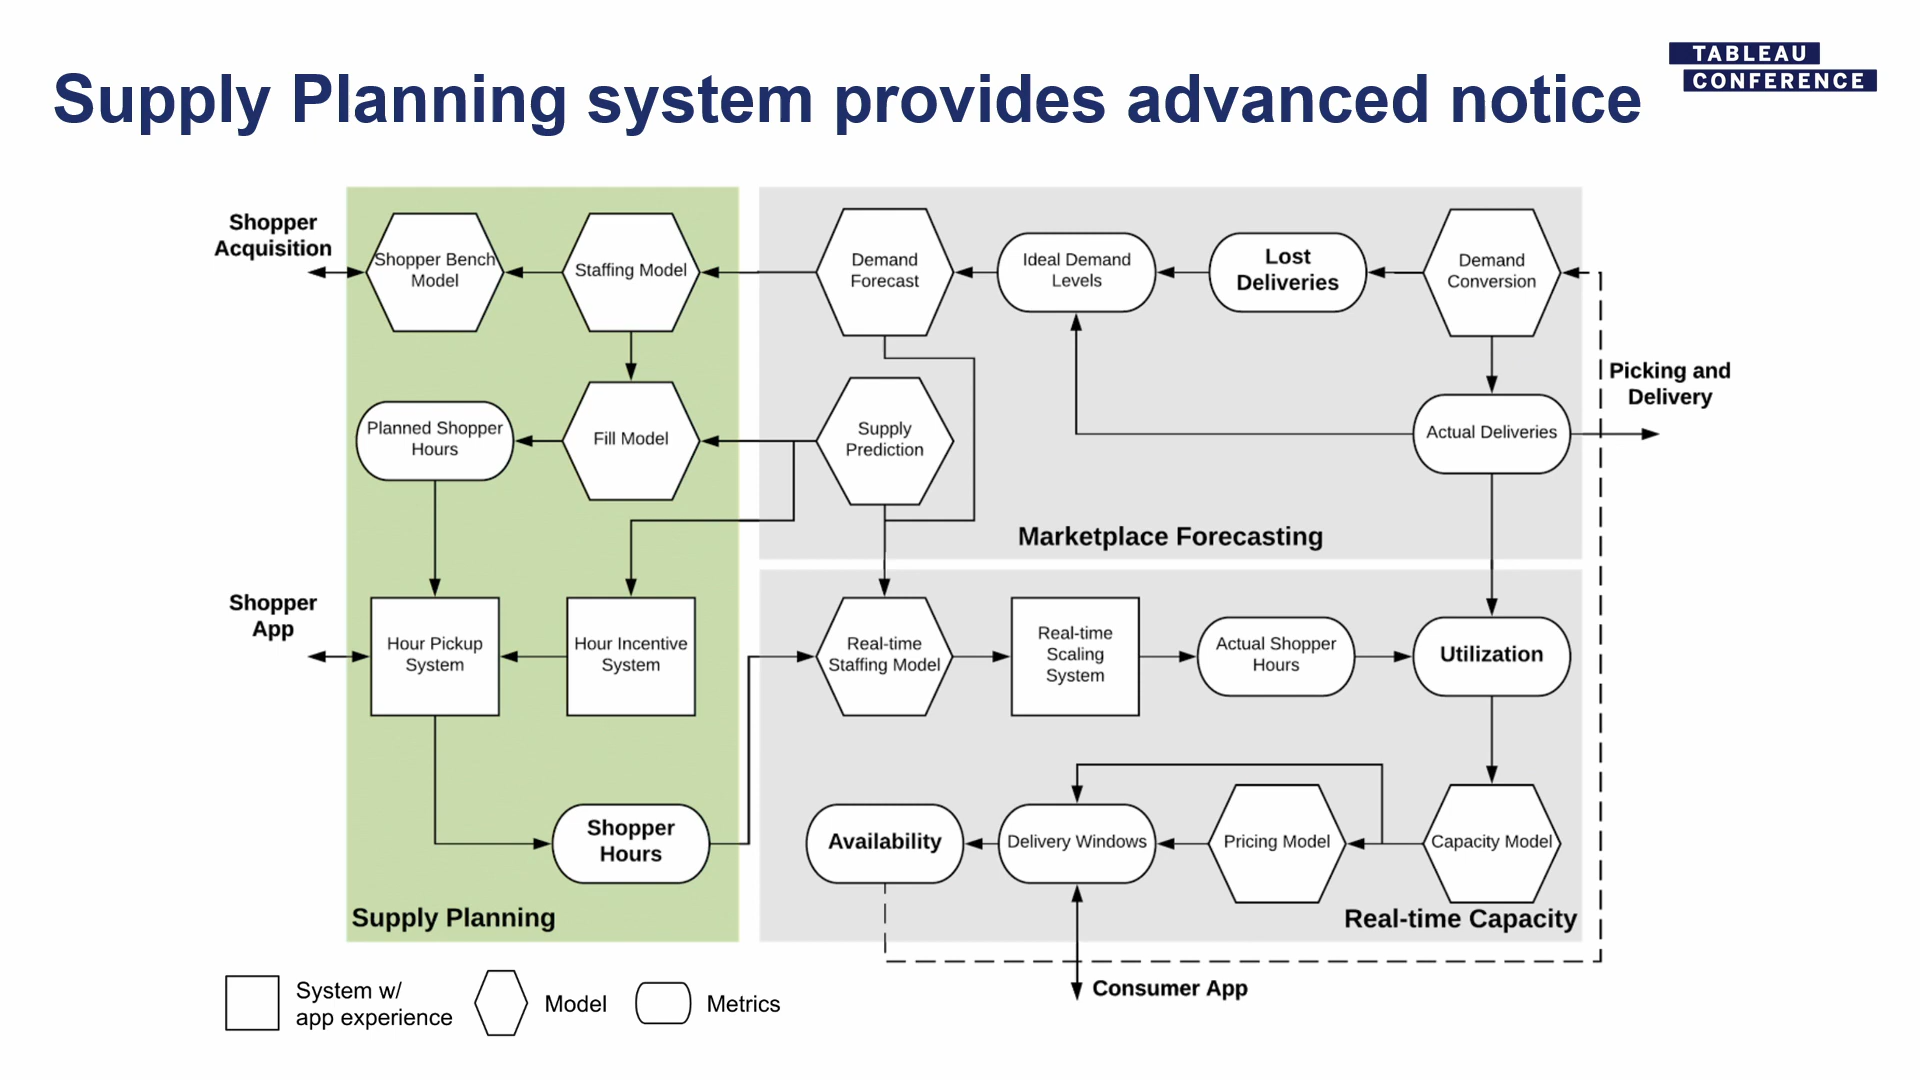 Supply Planning system provides advanced notice
TABLEAU
CONFERENCE
Shopper
Acquisition
Shopper Bench
Model
Staffing Model
Demand
Forecast
Ideal Demand
Levels
Lost
Deliveries
Demand
Conversion
Picking and
Delivery
Planned Shopper
Hours
Fill Model
Supply
Prediction
Actual Deliveries
Marketplace Forecasting
Shopper
App
Hour Pickup
System
Hour Incentive
System
Real-time
Staffing Model
Real-time
Scaling
System
Actual Shopper
Hours
Utilization
Shopper
Hours
Availability
Delivery Windows
Pricing Model
Capacity Model
Supply Planning
Real-time Capacity
Consumer App
System w/
app experience
Model
Metrics